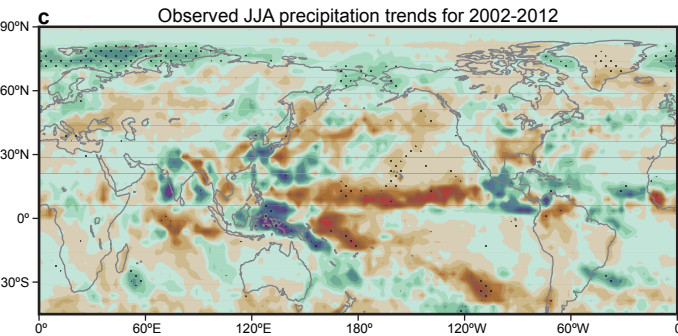 c Observed JJA precipitation trends for 2002-2012
90ºN
60ºN
30ºN
0º
30ºS
0º 60ºE 120ºE 180º 120ºW 60ºW